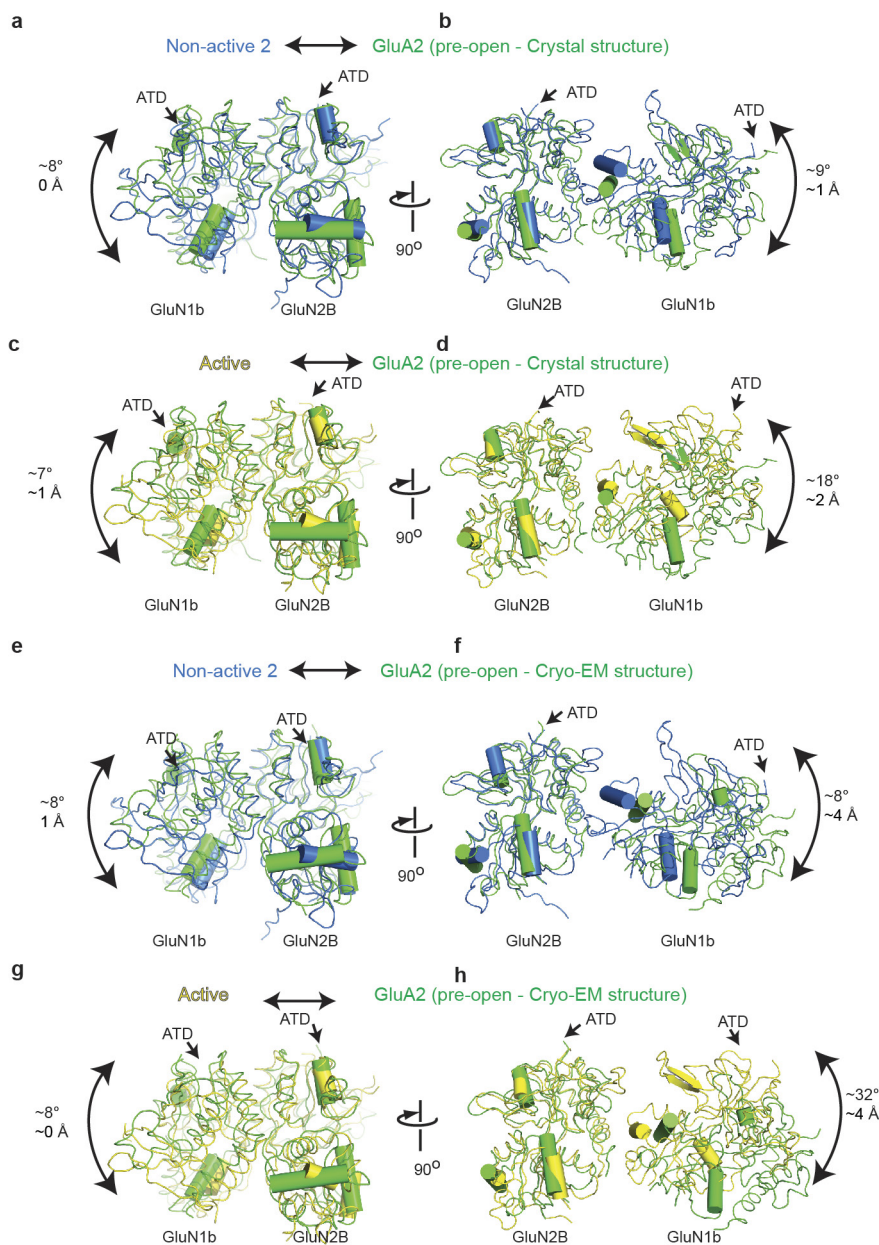 a
b
Non-active 2
GluA2 (pre-open - Crystal structure)
ATD
ATD
ATD
ATD
~8°
0 Å
~9°
~1 Å
90°
GluN1b
GluN2B
GluN2B
GluN1b
c
d
Active
GluA2 (pre-open - Crystal structure)
ATD
ATD
ATD
ATD
~7°
~1 Å
~18°
~2 Å
90°
GluN1b
GluN2B
GluN2B
GluN1b
e
f
Non-active 2
GluA2 (pre-open - Cryo-EM structure)
ATD
ATD
ATD
ATD
~8°
1 Å
~8°
~4 Å
90°
GluN1b
GluN2B
GluN2B
GluN1b
g
h
Active
GluA2 (pre-open - Cryo-EM structure)
ATD
ATD
ATD
ATD
~8°
~0 Å
~32°
~4 Å
90°
GluN1b
GluN2B
GluN2B
GluN1b